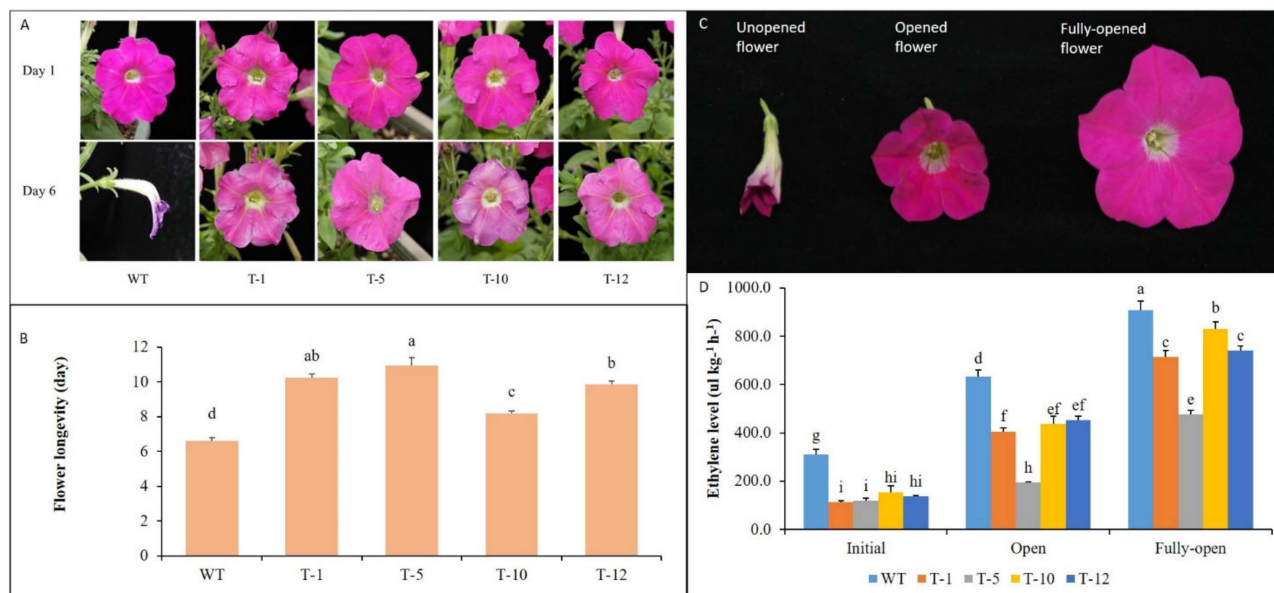 A
Day 1
Day 6
WT T-1 T-5 T-10 T-12
B
Flower longevity (day)
12
10
8
6
4
2
0
d ab a c b
WT T-1 T-5 T-10 T-12
C
Unopened flower
Opened flower
Fully-opened flower
D
Ethylene level (ul kg⁻¹ h⁻¹)
1000.0
800.0
600.0
400.0
200.0
0.0
g i i hi hi
d f h ef ef
a c e b c
Initial Open Fully-open
WT T-1 T-5 T-10 T-12